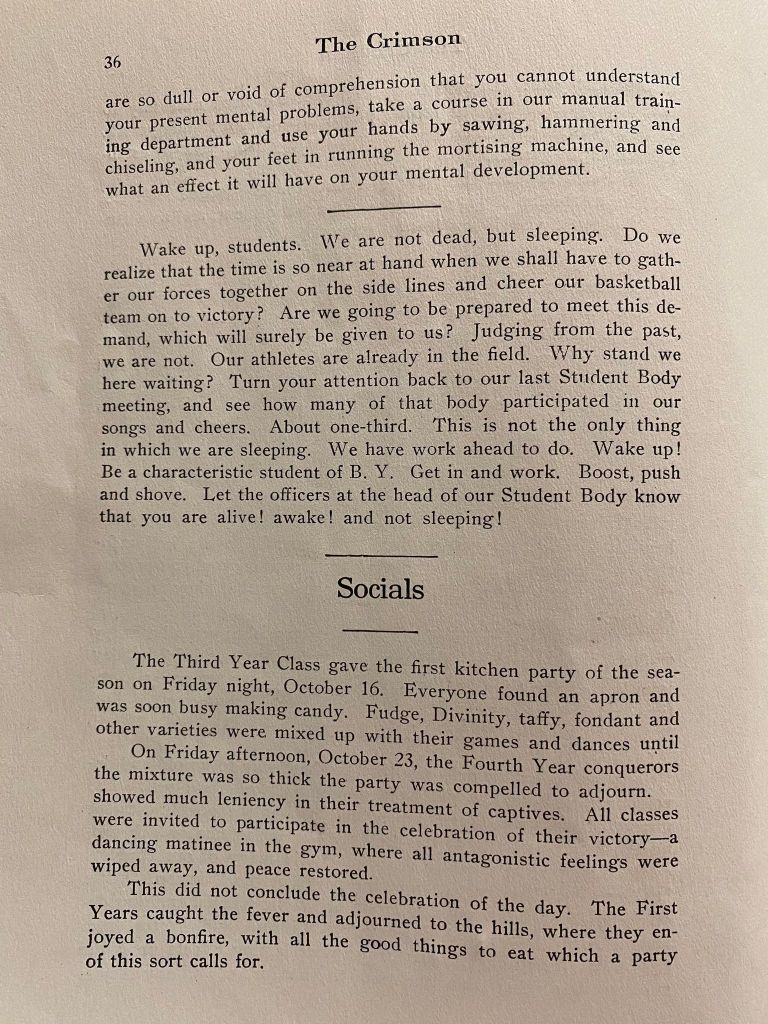 36
The Crimson
are so dull or void of comprehension that you cannot understand
your present mental problems, take a course in our manual train-
ing department and use your hands by sawing, hammering and
chiseling, and your feet in running the mortising machine, and see
what an effect it will have on your mental development.
Wake up, students. We are not dead, but sleeping. Do we
realize that the time is so near at hand when we shall have to gath-
er our forces together on the side lines and cheer our basketball
team on to victory? Are we going to be prepared to meet this de-
mand, which will surely be given to us? Judging from the past,
we are not. Our athletes are already in the field. Why stand we
here waiting? Turn your attention back to our last Student Body
meeting, and see how many of that body participated in our
songs and cheers. About one-third. This is not the only thing
in which we are sleeping. We have work ahead to do. Wake up!
Be a characteristic student of B. Y. Get in and work. Boost, push
and shove. Let the officers at the head of our Student Body know
that you are alive! awake! and not sleeping!
Socials
The Third Year Class gave the first kitchen party of the sea-
son on Friday night, October 16. Everyone found an apron and
was soon busy making candy. Fudge, Divinity, taffy, fondant and
other varieties were mixed up with their games and dances until
On Friday afternoon, October 23, the Fourth Year conquerors
the mixture was so thick the party was compelled to adjourn.
showed much leniency in their treatment of captives. All classes
were invited to participate in the celebration of their victory—a
dancing matinee in the gym, where all antagonistic feelings were
wiped away, and peace restored.
This did not conclude the celebration of the day. The First
Years caught the fever and adjourned to the hills, where they en-
joyed a bonfire, with all the good things to eat which a party
of this sort calls for.